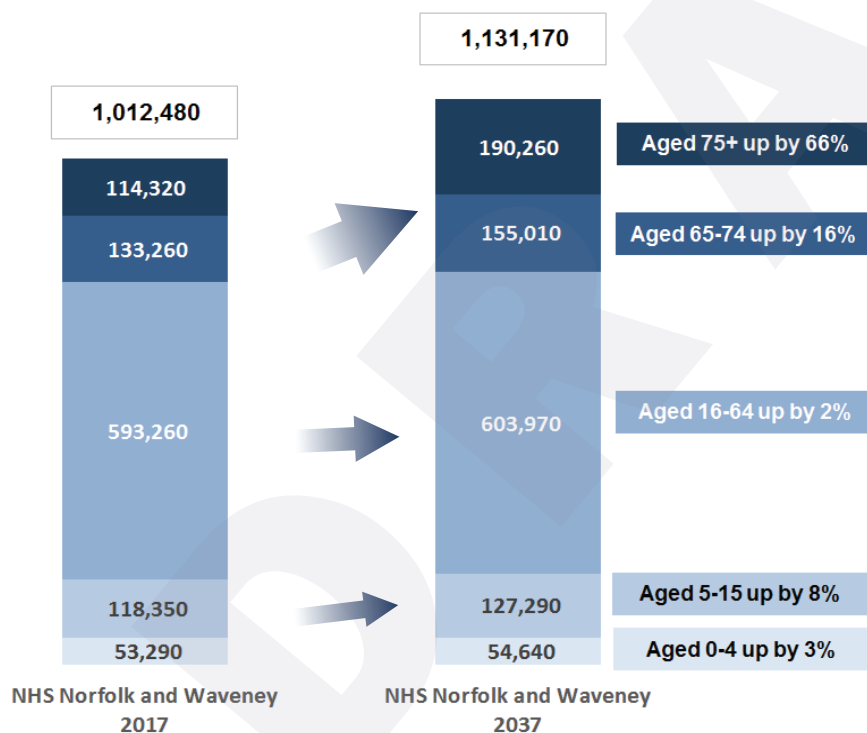 1,131,170
1,012,480
190,260
Aged 75+ up by 66%
114,320
155,010
Aged 65-74 up by 16%
133,260
593,260
603,970
Aged 16-64 up by 2%
118,350
127,290
Aged 5-15 up by 8%
53,290
54,640
Aged 0-4 up by 3%
NHS Norfolk and Waveney
2017
NHS Norfolk and Waveney
2037
DRA